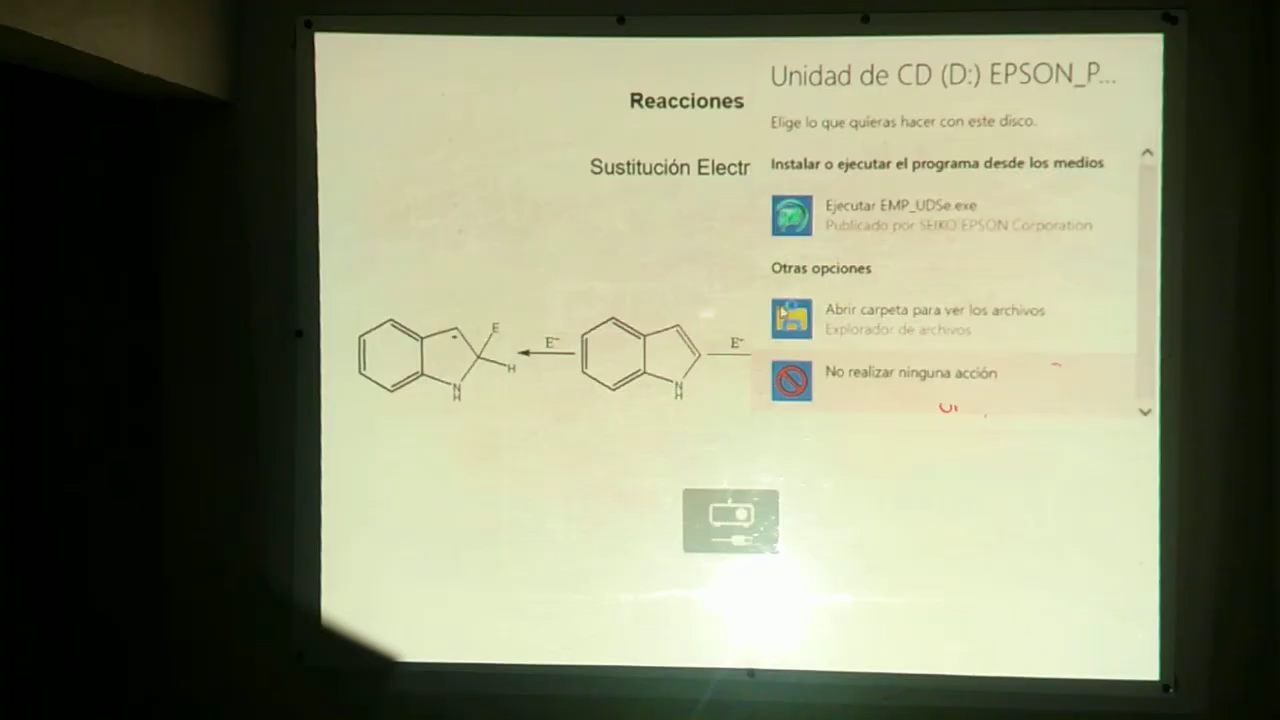 Reacciones
Sustitución Electr
Unidad de CD (D:) EPSON_P...
Elige lo que quieras hacer con este disco.
Instalar o ejecutar el programa desde los medios
Ejecutar EMP_UDSe.exe
Publicado por SEIKO EPSON Corporation
Otras opciones
Abrir carpeta para ver los archivos
Explorador de archivos
No realizar ninguna acción
E
H
N
H
E
N
H
E